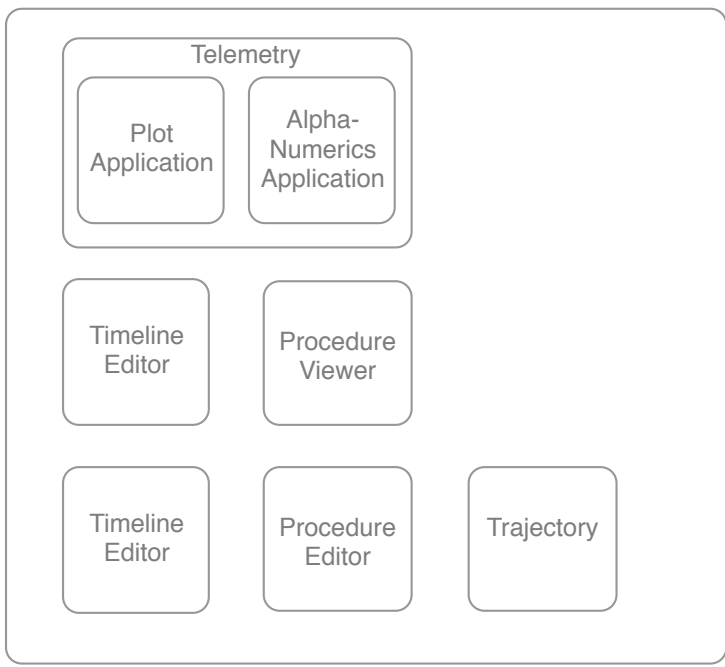 Telemetry
Plot
Application
Alpha-
Numerics
Application
Timeline
Editor
Procedure
Viewer
Timeline
Editor
Procedure
Editor
Trajectory